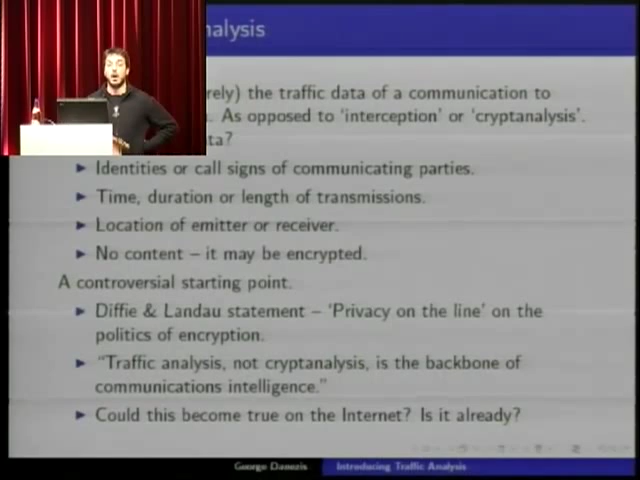 alysis
rely) the traffic data of a communication to
. As opposed to ‘interception’ or ‘cryptanalysis’.
ta?
▶ Identities or call signs of communicating parties.
▶ Time, duration or length of transmissions.
▶ Location of emitter or receiver.
▶ No content – it may be encrypted.
A controversial starting point.
▶ Diffie & Landau statement – ‘Privacy on the line’ on the
politics of encryption.
▶ “Traffic analysis, not cryptanalysis, is the backbone of
communications intelligence.”
▶ Could this become true on the Internet? Is it already?
George Danezis Introducing Traffic Analysis